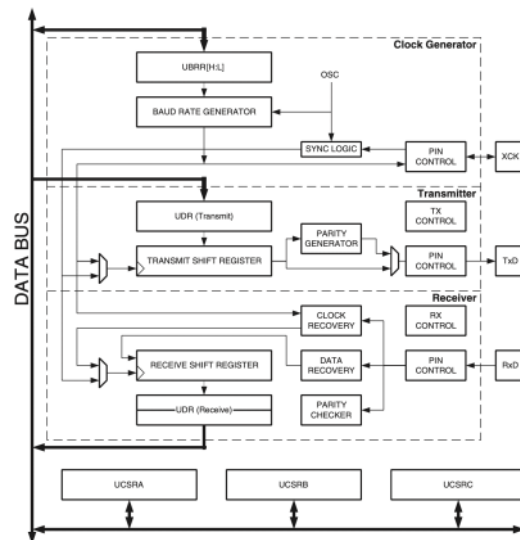 Clock Generator
UBRR[H:L]
OSC
BAUD RATE GENERATOR
SYNC LOGIC
PIN
CONTROL
XCK
Transmitter
UDR (Transmit)
TX
CONTROL
PARITY
GENERATOR
TRANSMIT SHIFT REGISTER
PIN
CONTROL
TxD
DATA BUS
Receiver
CLOCK
RECOVERY
RX
CONTROL
RECEIVE SHIFT REGISTER
DATA
RECOVERY
PIN
CONTROL
RxD
UDR (Receive)
PARITY
CHECKER
UCSRA
UCSRB
UCSRC